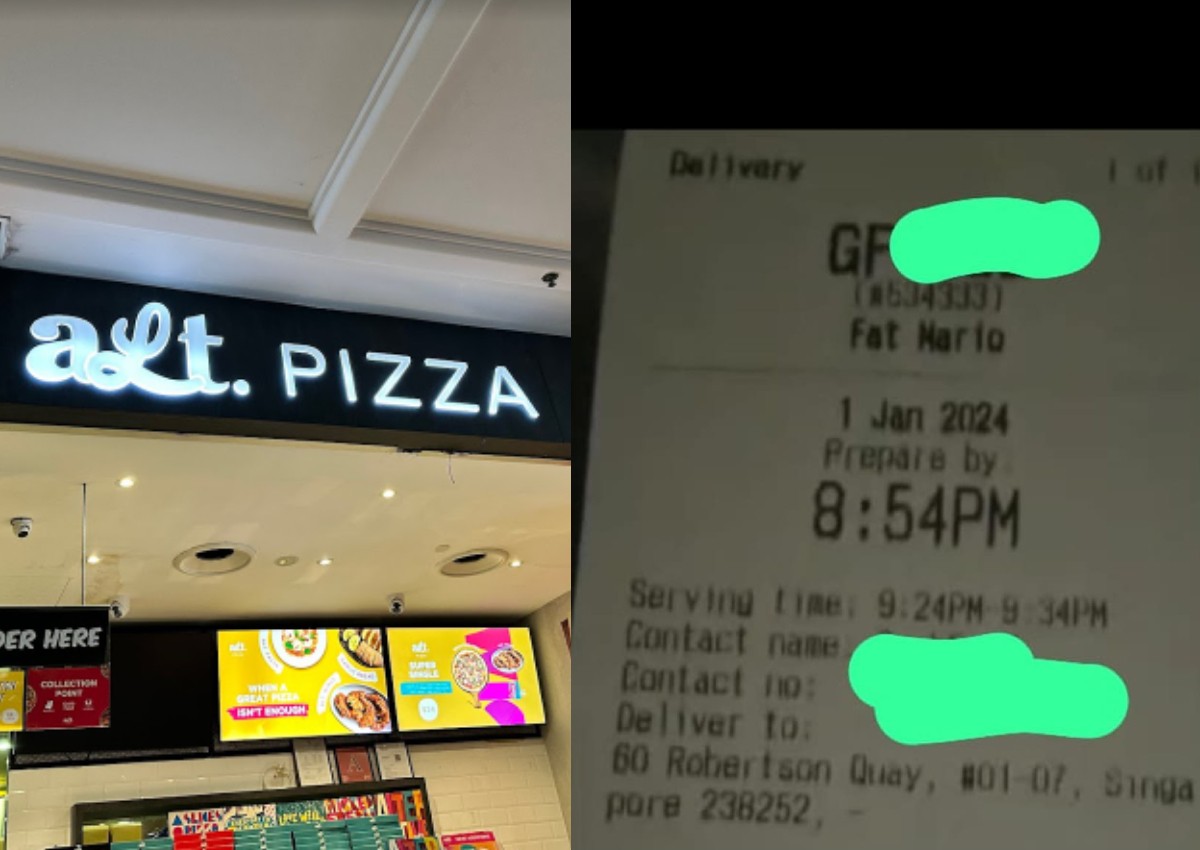 alt. PIZZA
DER HERE
COLLECTION
POINT
WHEN A
GREAT PIZZA
ISN'T ENOUGH.
alt.
SUPER
SINGLE
A
Delivery
1 of
GF
(#634333)
Fat Mario
1 Jan 2024
Prepare by
8:54PM
Serving time: 9:24PM-9:34PM
Contact name
Contact no:
Deliver to:
60 Robertson Quay, #01-07, Singa
pore 238252, -